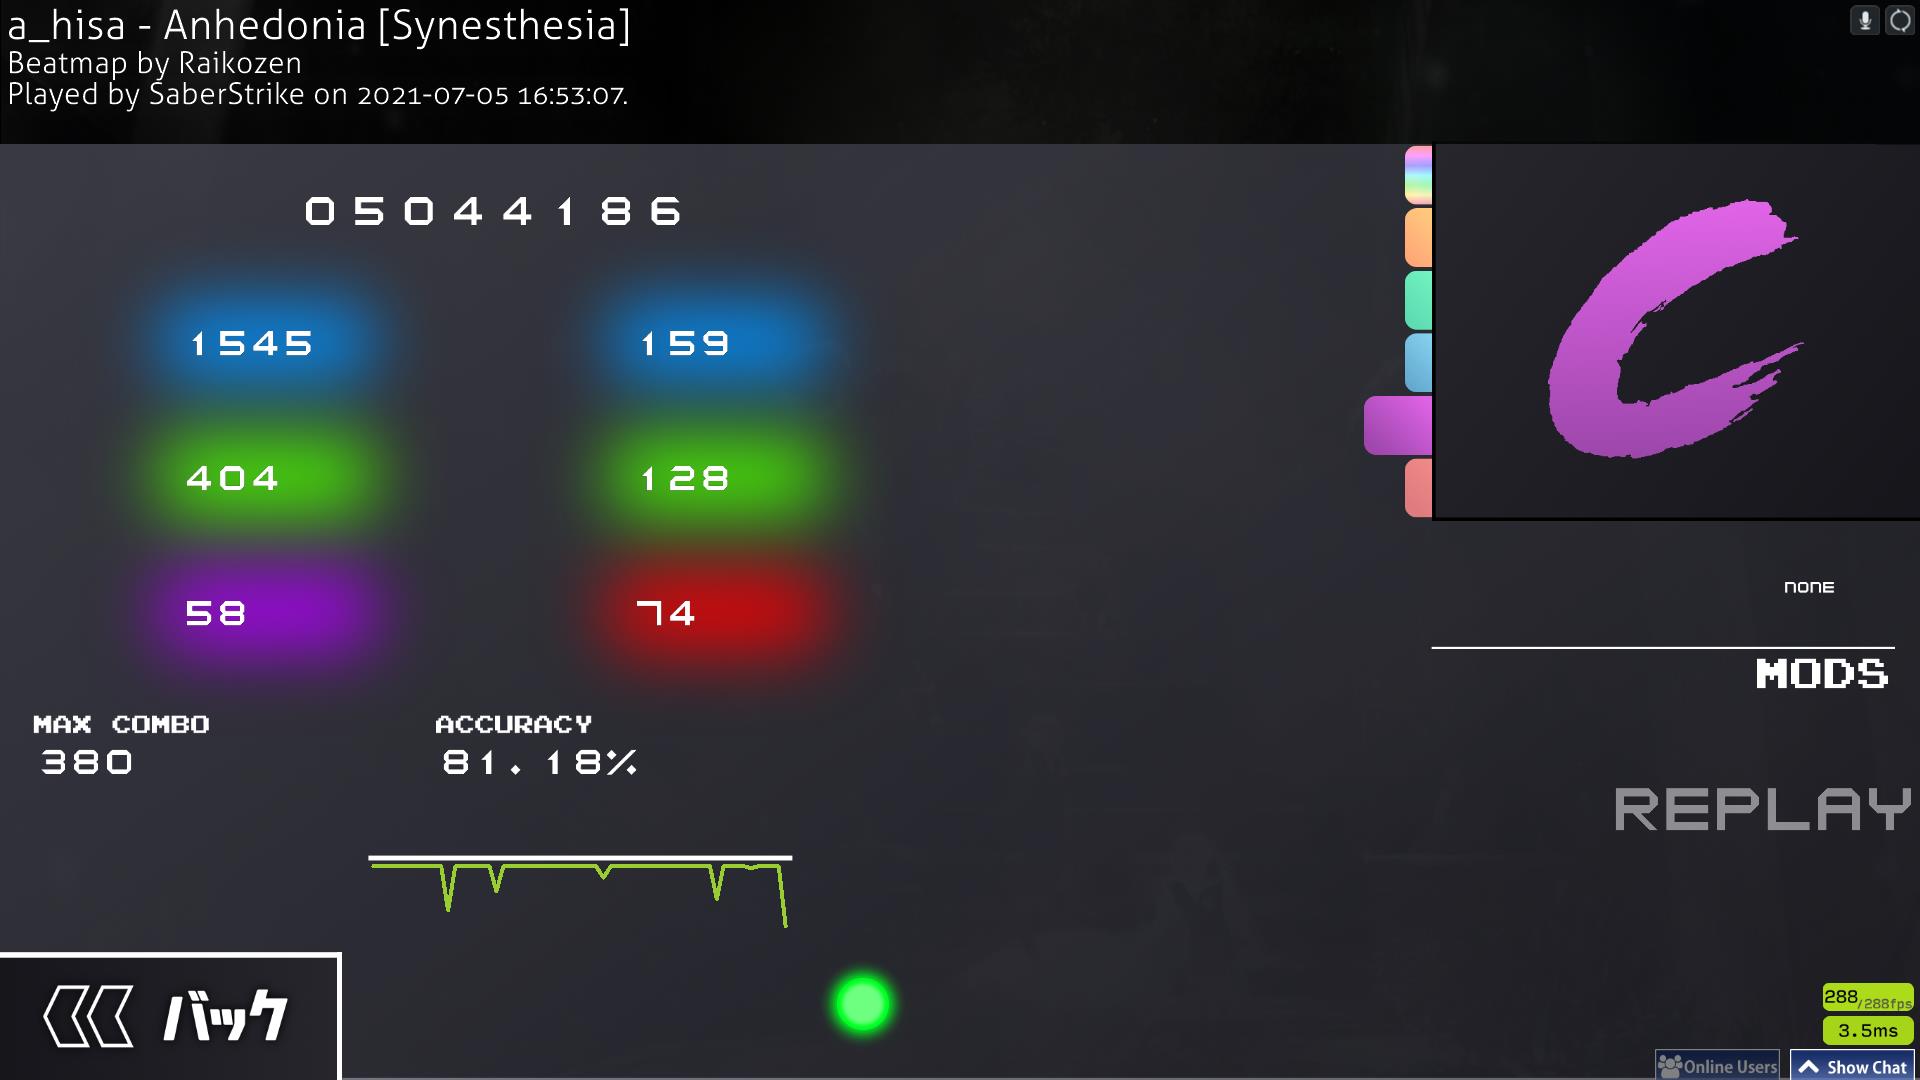 a_hisa - Anhedonia [Synesthesia]
Beatmap by Raikozen
Played by SaberStrike on 2021-07-05 16:53:07.
05044186
1545
159
404
128
58
74
MAX COMBO
ACCURACY
380
81.18%
NONE
MODS
REPLAY
バック
288/288fps
3.5ms
Online Users
Show Chat